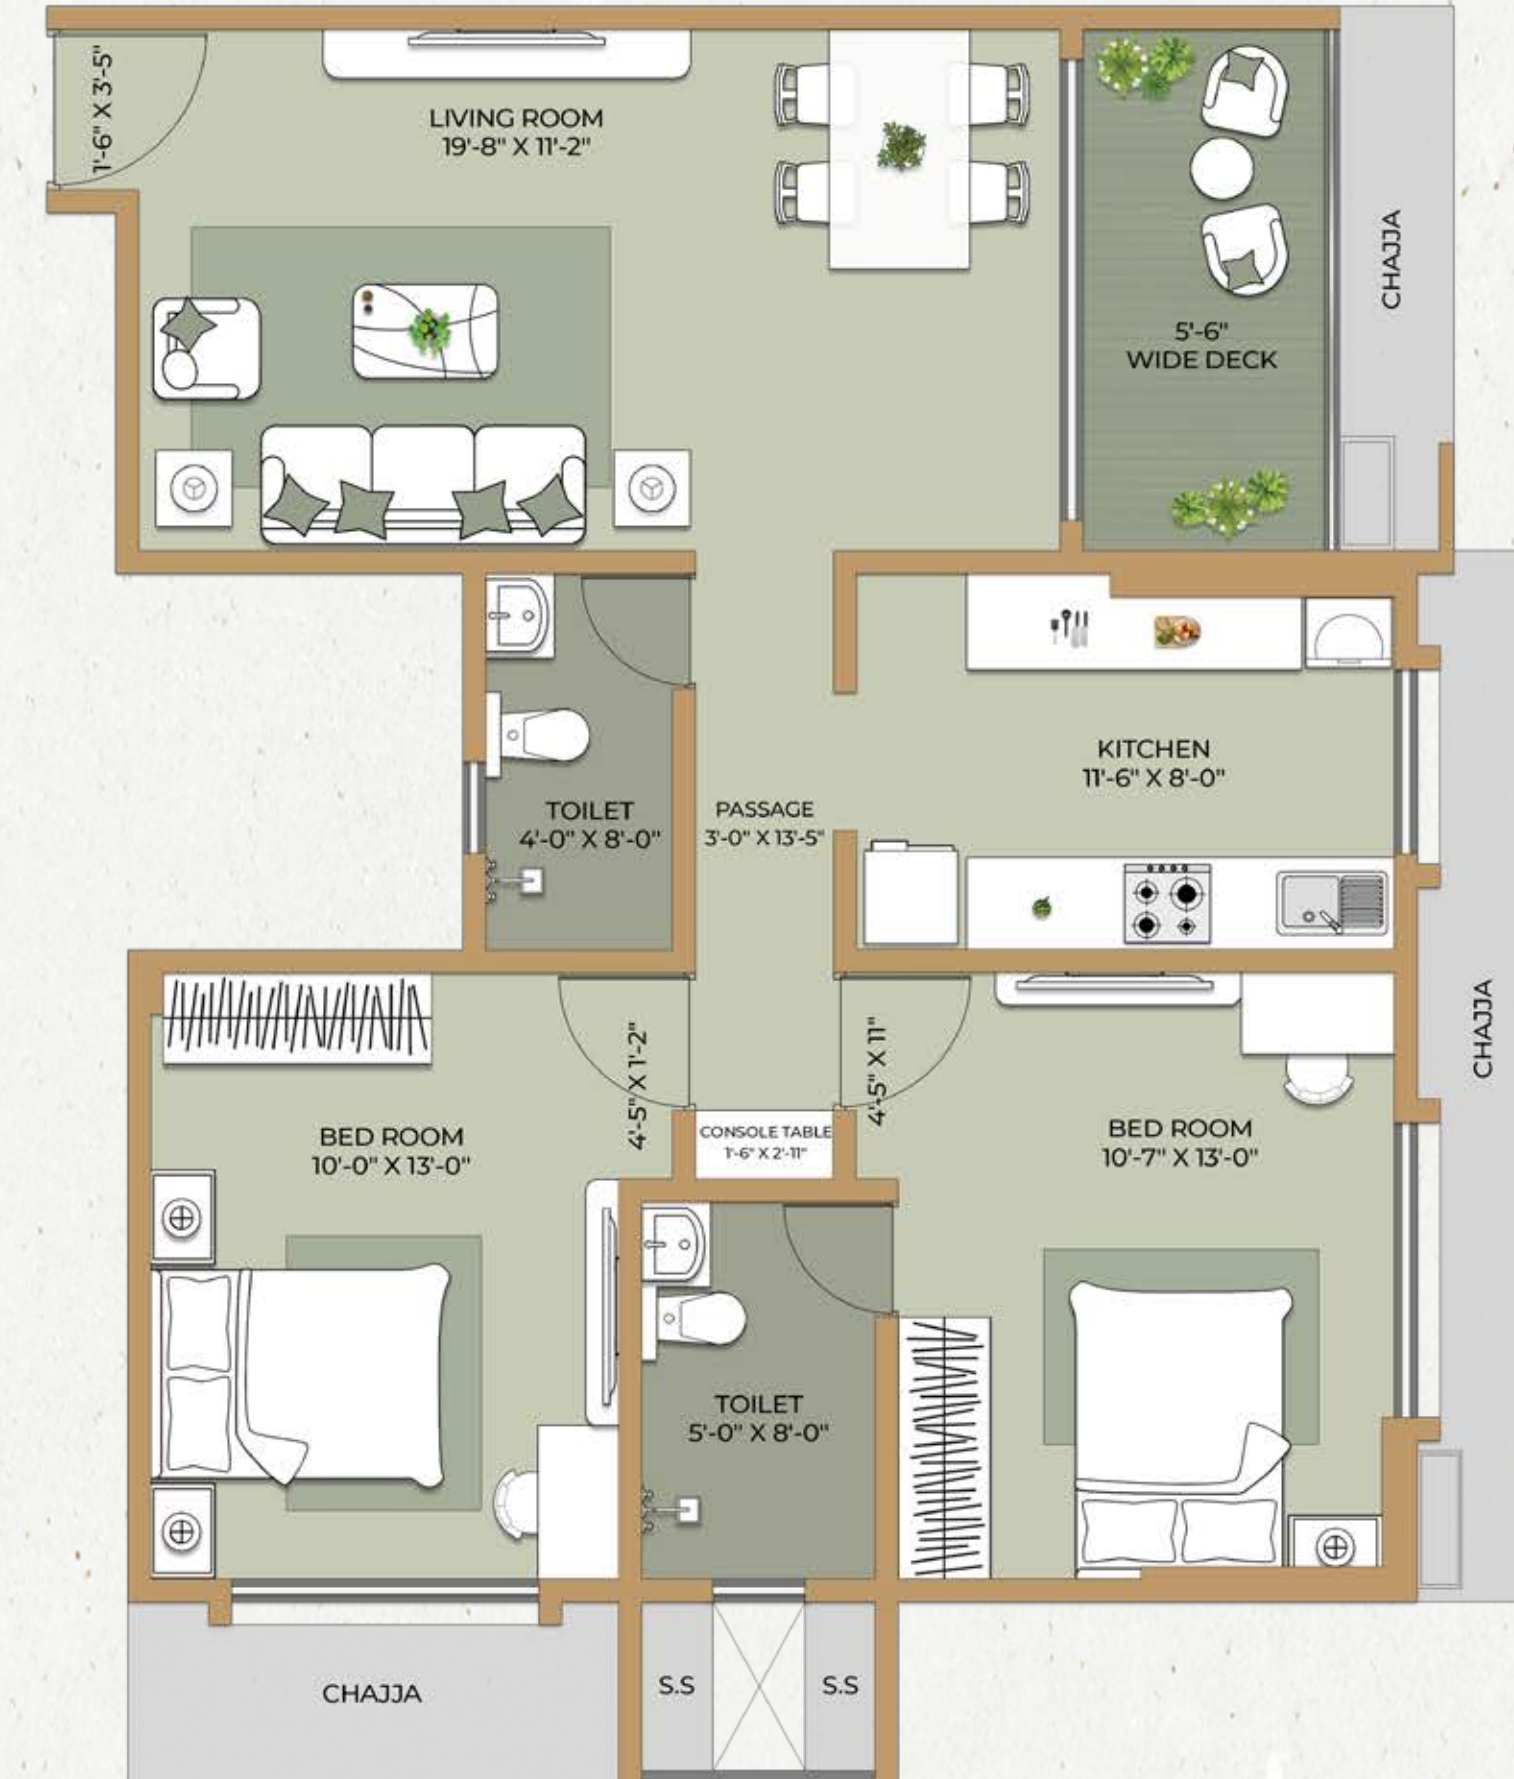 1'-6" X 3'-5"
LIVING ROOM
19'-8" X 11'-2"
CHAJJA
5'-6"
WIDE DECK
KITCHEN
11'-6" X 8'-0"
TOILET
4'-0" X 8'-0"
PASSAGE
3'-0" X 13'-5"
CHAJJA
4'-5" X 1'-2"
4'-5" X 11"
CONSOLE TABLE
1'-6" X 2'-11"
BED ROOM
10'-0" X 13'-0"
BED ROOM
10'-7" X 13'-0"
TOILET
5'-0" X 8'-0"
CHAJJA
S.S
S.S